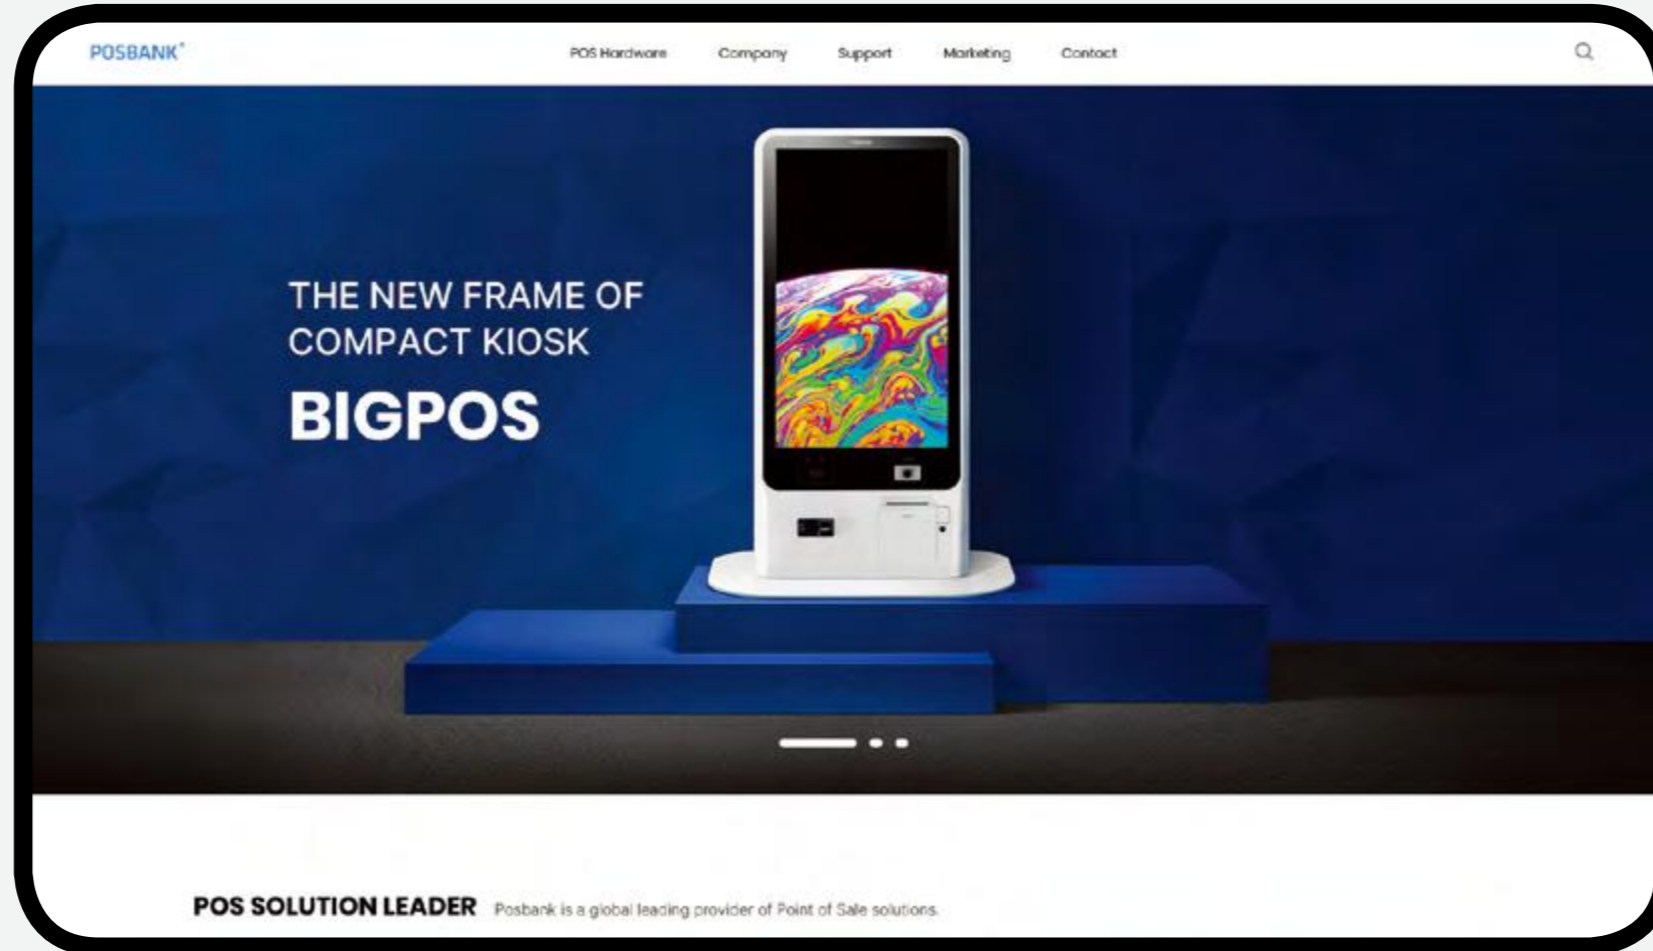 POSBANK®
POS Hardware Company Support Marketing Contact
THE NEW FRAME OF
COMPACT KIOSK
BIGPOS
POS SOLUTION LEADER Posbank is a global leading provider of Point of Sale solutions.